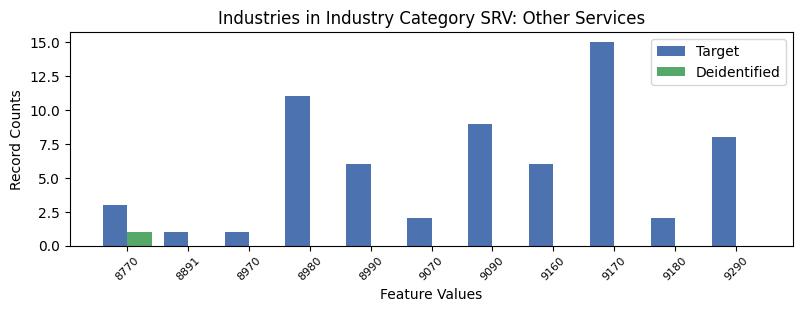 Industries in Industry Category SRV: Other Services
Target
Deidentified
Record Counts
15.0
12.5
10.0
7.5
5.0
2.5
0.0
8770 8891 8970 8980 8990 9070 9090 9160 9170 9180 9290
Feature Values